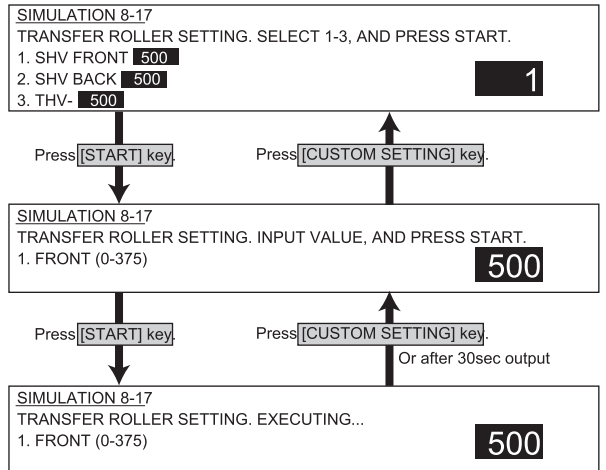 SIMULATION 8-17
TRANSFER ROLLER SETTING. SELECT 1-3, AND PRESS START.
1. SHV FRONT 500
2. SHV BACK 500
3. THV- 500
1
Press [START] key.
Press [CUSTOM SETTING] key.
SIMULATION 8-17
TRANSFER ROLLER SETTING. INPUT VALUE, AND PRESS START.
1. FRONT (0-375)
500
Press [START] key.
Press [CUSTOM SETTING] key.
Or after 30sec output
SIMULATION 8-17
TRANSFER ROLLER SETTING. EXECUTING...
1. FRONT (0-375)
500